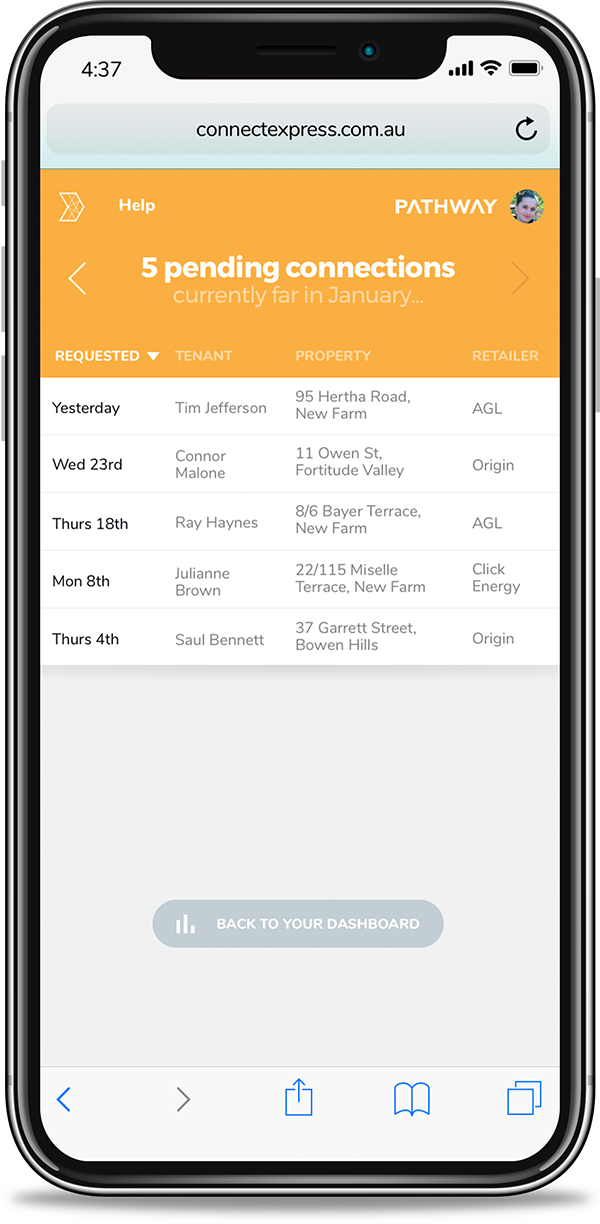 4:37
connectexpress.com.au
Help
PATHWAY
5 pending connections
currently far in January...
REQUESTED TENANT PROPERTY RETAILER
Yesterday Tim Jefferson 95 Hertha Road, New Farm AGL
Wed 23rd Connor Malone 11 Owen St, Fortitude Valley Origin
Thurs 18th Ray Haynes 8/6 Bayer Terrace, New Farm AGL
Mon 8th Julianne Brown 22/115 Miselle Terrace, New Farm Click Energy
Thurs 4th Saul Bennett 37 Garrett Street, Bowen Hills Origin
BACK TO YOUR DASHBOARD